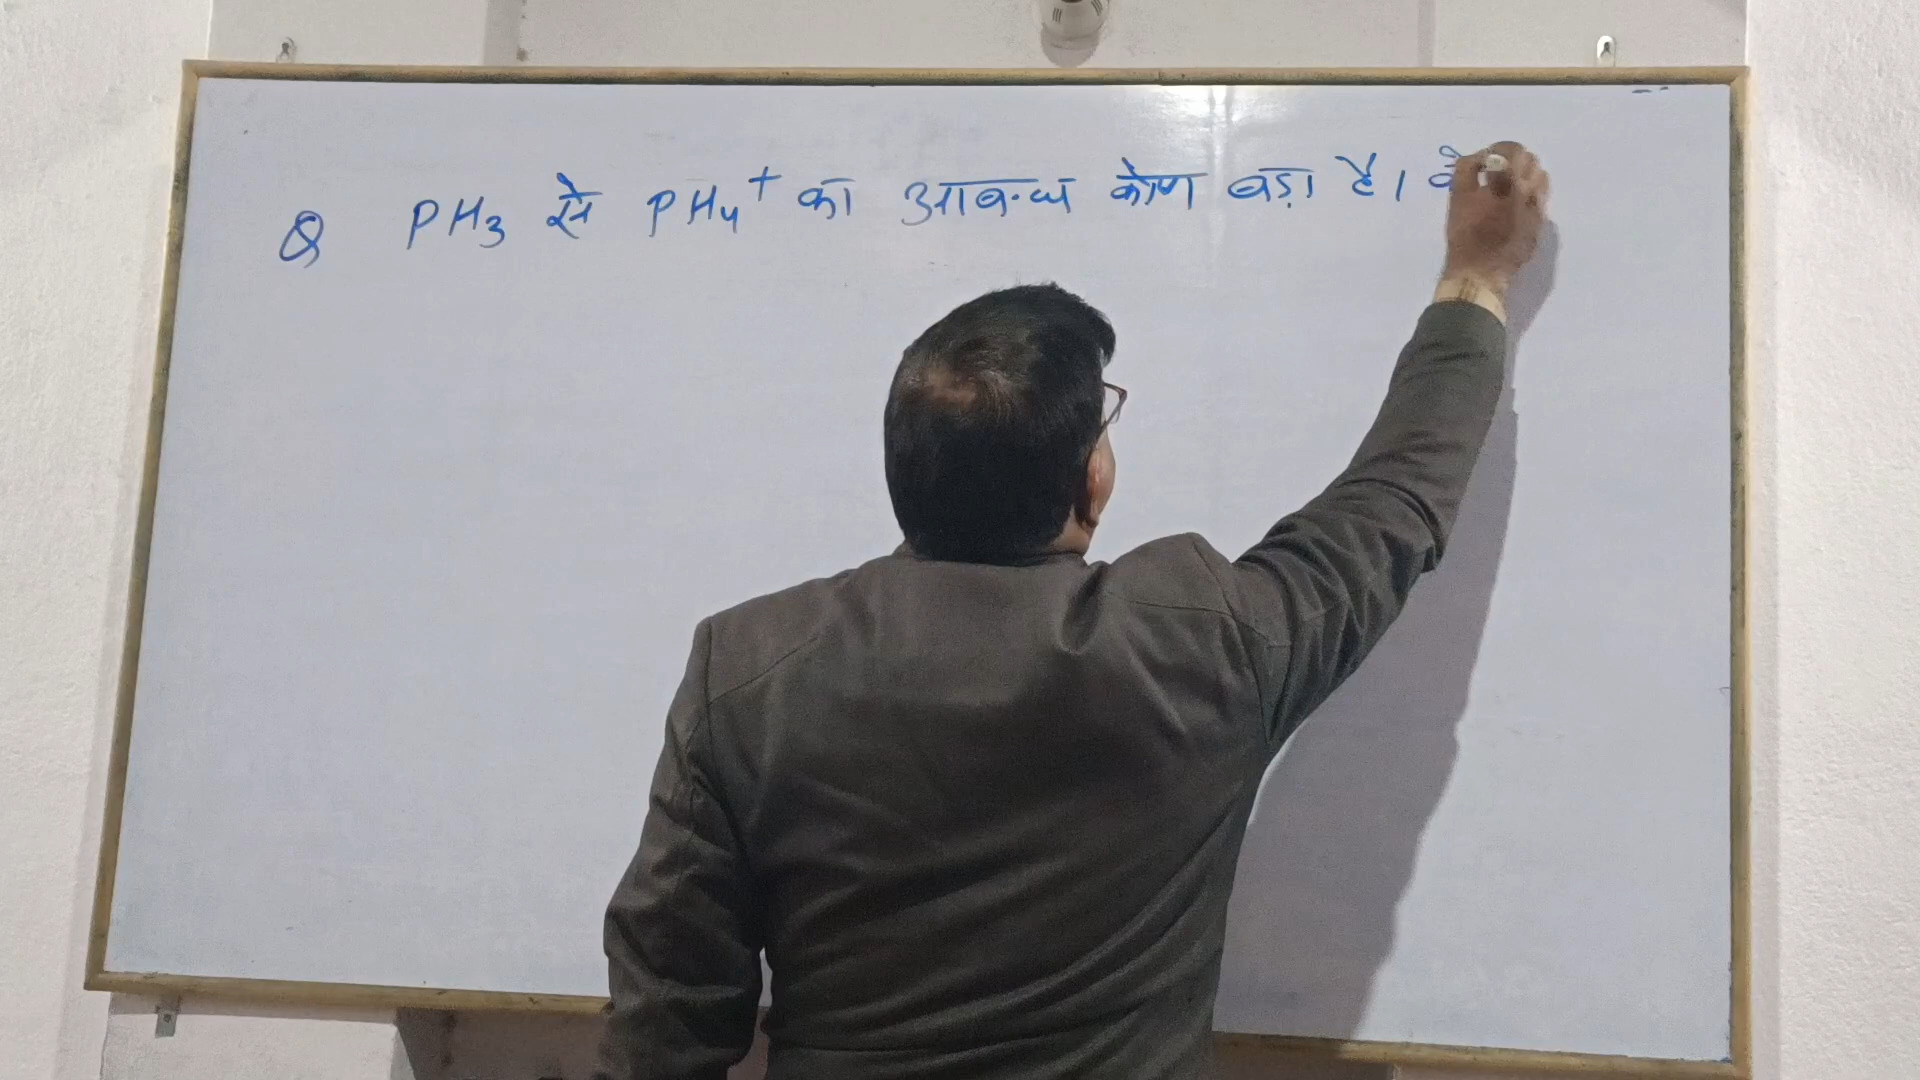 Q PH3 से PH4+ का आबन्ध कोण बड़ा है।